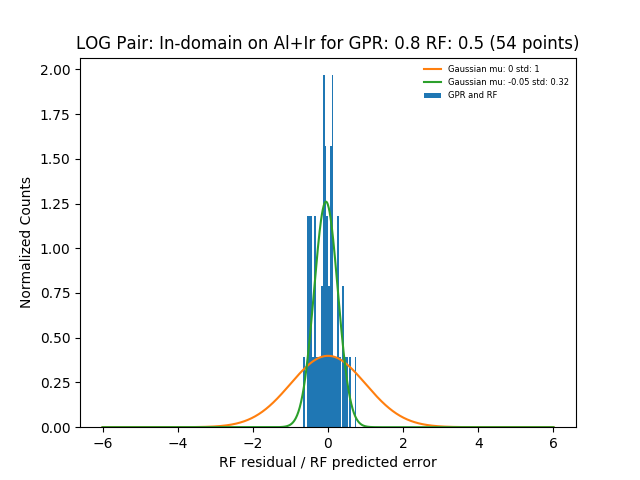 LOG Pair: In-domain on Al+Ir for GPR: 0.8 RF: 0.5 (54 points)
Gaussian mu: 0 std: 1
Gaussian mu: -0.05 std: 0.32
GPR and RF
Normalized Counts
2.00
1.75
1.50
1.25
1.00
0.75
0.50
0.25
0.00
−6 −4 −2 0 2 4 6
RF residual / RF predicted error